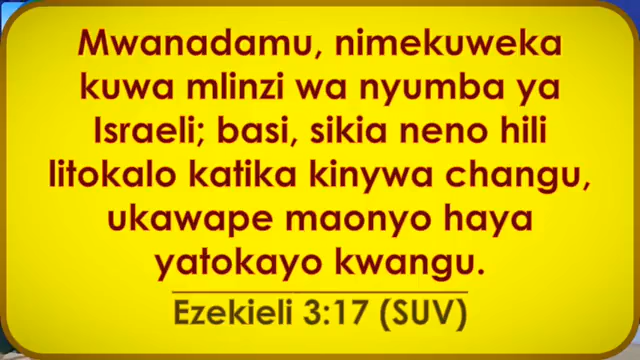 Mwanadamu, nimekuweka
kuwa mlinzi wa nyumba ya
Israeli; basi, sikia neno hili
litokalo katika kinywa changu,
ukawape maonyo haya
yatokayo kwangu.
Ezekieli 3:17 (SUV)